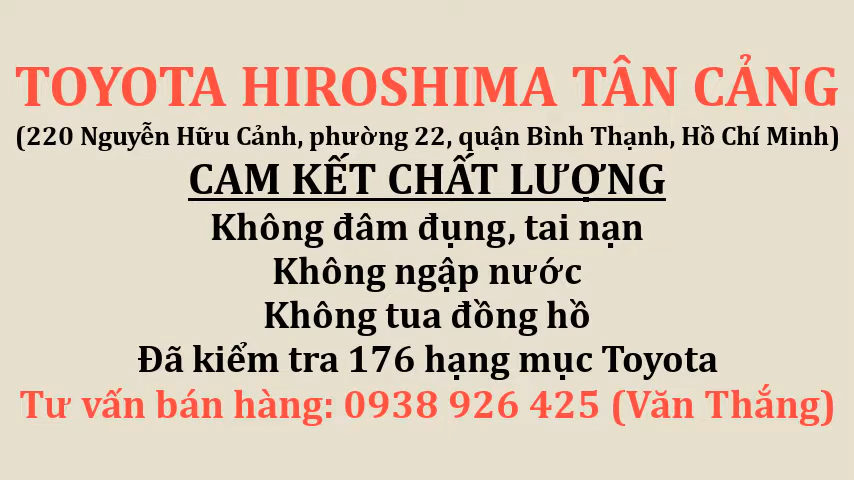 TOYOTA HIROSHIMA TÂN CẢNG
(220 Nguyễn Hữu Cảnh, phường 22, quận Bình Thạnh, Hồ Chí Minh)
CAM KẾT CHẤT LƯỢNG
Không đâm đụng, tai nạn
Không ngập nước
Không tua đồng hồ
Đã kiểm tra 176 hạng mục Toyota
Tư vấn bán hàng: 0938 926 425 (Văn Thắng)